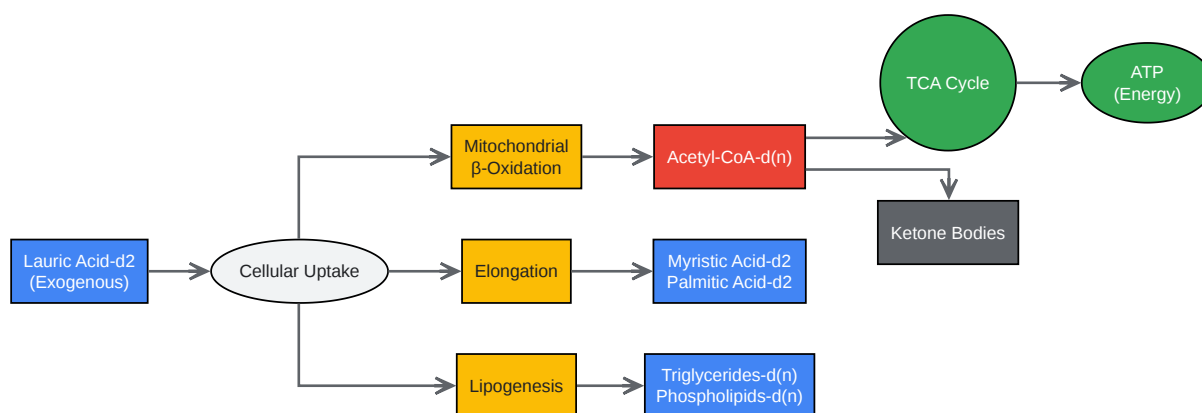 TCA Cycle
ATP
(Energy)
Mitochondrial
β-Oxidation
Acetyl-CoA-d(n)
Ketone Bodies
Lauric Acid-d2
(Exogenous)
Cellular Uptake
Elongation
Myristic Acid-d2
Palmitic Acid-d2
Lipogenesis
Triglycerides-d(n)
Phospholipids-d(n)